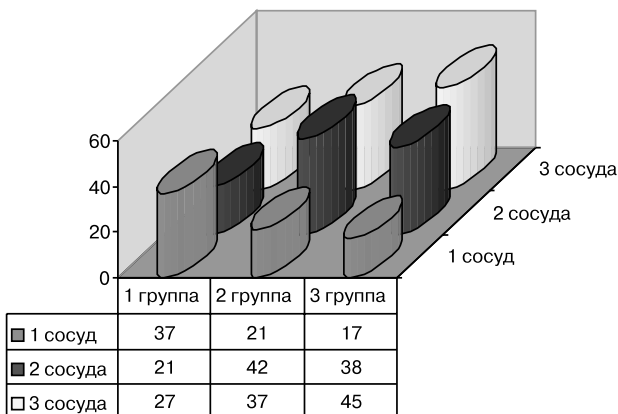 60
40
20
0
3 сосуда
2 сосуда
1 сосуд
1 группа 2 группа 3 группа
1 сосуд 37 21 17
2 сосуда 21 42 38
3 сосуда 27 37 45